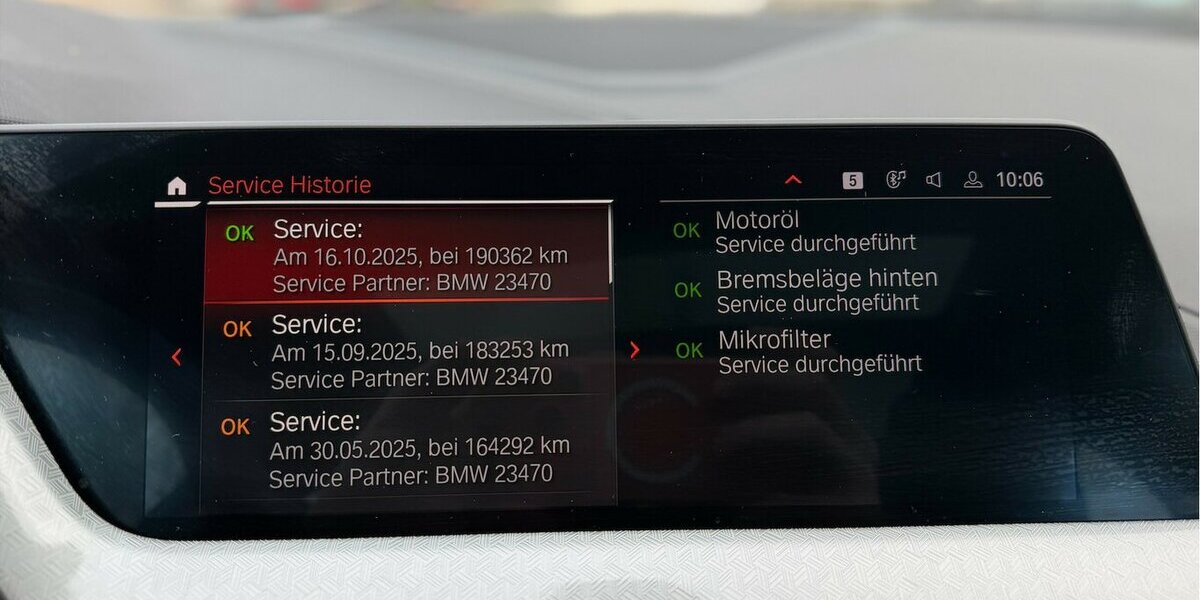 Service Historie
5
10:06
OK Service:
Am 16.10.2025, bei 190362 km
Service Partner: BMW 23470
OK Service:
Am 15.09.2025, bei 183253 km
Service Partner: BMW 23470
OK Service:
Am 30.05.2025, bei 164292 km
Service Partner: BMW 23470
OK Motoröl
Service durchgeführt
OK Bremsbeläge hinten
Service durchgeführt
OK Mikrofilter
Service durchgeführt